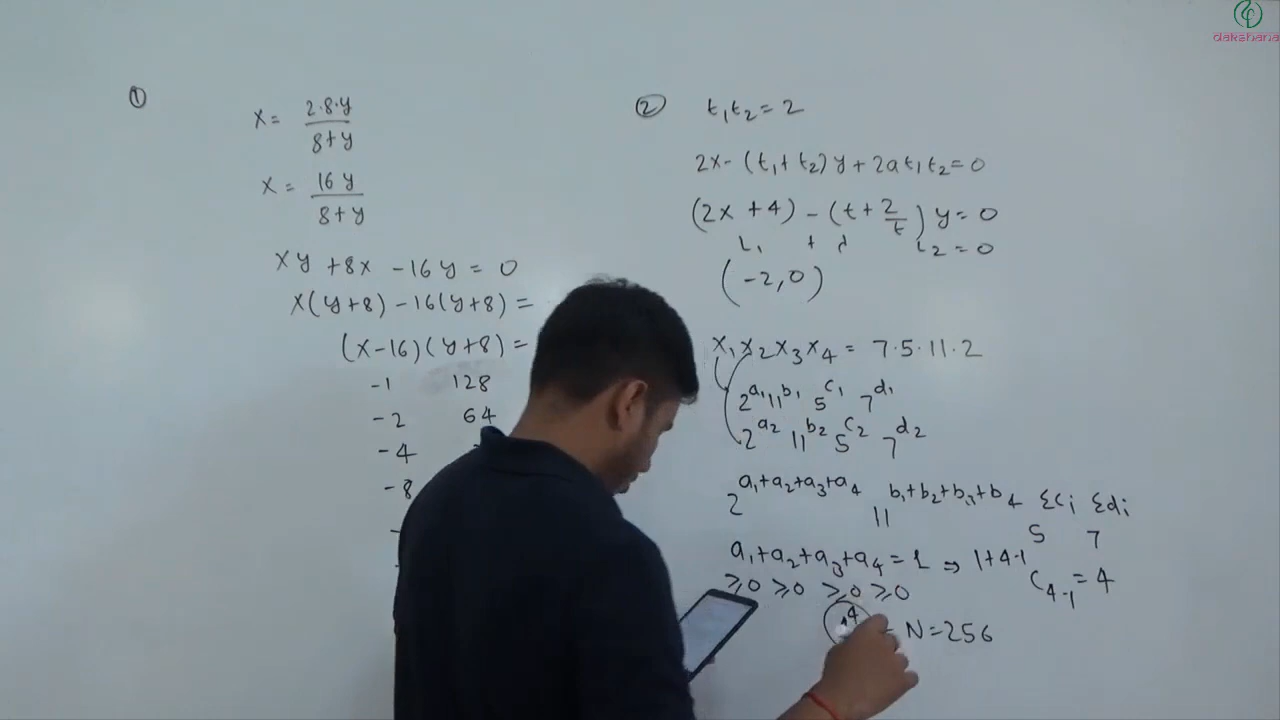 dakshana
①
x = 2·8·y / 8+y
x = 16y / 8+y
xy + 8x - 16y = 0
x(y+8) - 16(y+8) =
(x-16)(y+8) =
-1 128
-2 64
-4
-8
② t₁t₂ = 2
2x - (t₁+t₂)y + 2at₁t₂ = 0
(2x + 4) - (t + 2/t) y = 0
L₁ + λ L₂ = 0
(-2, 0)
x₁x₂x₃x₄ = 7·5·11·2
2^a₁ 11^b₁ 5^c₁ 7^d₁
2^a₂ 11^b₂ 5^c₂ 7^d₂
2^a₁+a₂+a₃+a₄ 11^b₁+b₂+b₃+b₄ 5^Σcᵢ 7^Σdᵢ
a₁+a₂+a₃+a₄ = 1 ⇒ 1+4-1 C 4-1 = 4
≥0 ≥0 ≥0 ≥0
N = 256